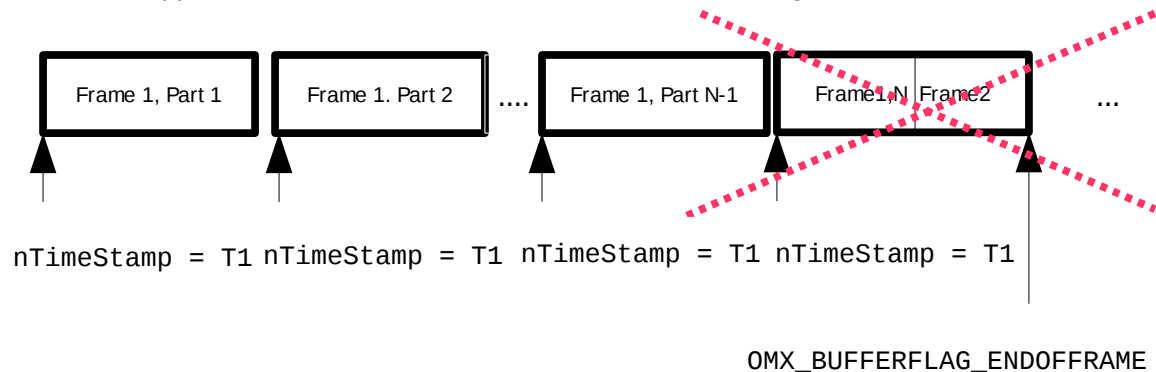 Frame 1, Part 1
Frame 1. Part 2
....
Frame 1, Part N-1
Frame1,N
Frame2
...
nTimeStamp = T1
nTimeStamp = T1
nTimeStamp = T1
nTimeStamp = T1
OMX_BUFFERFLAG_ENDOFFRAME